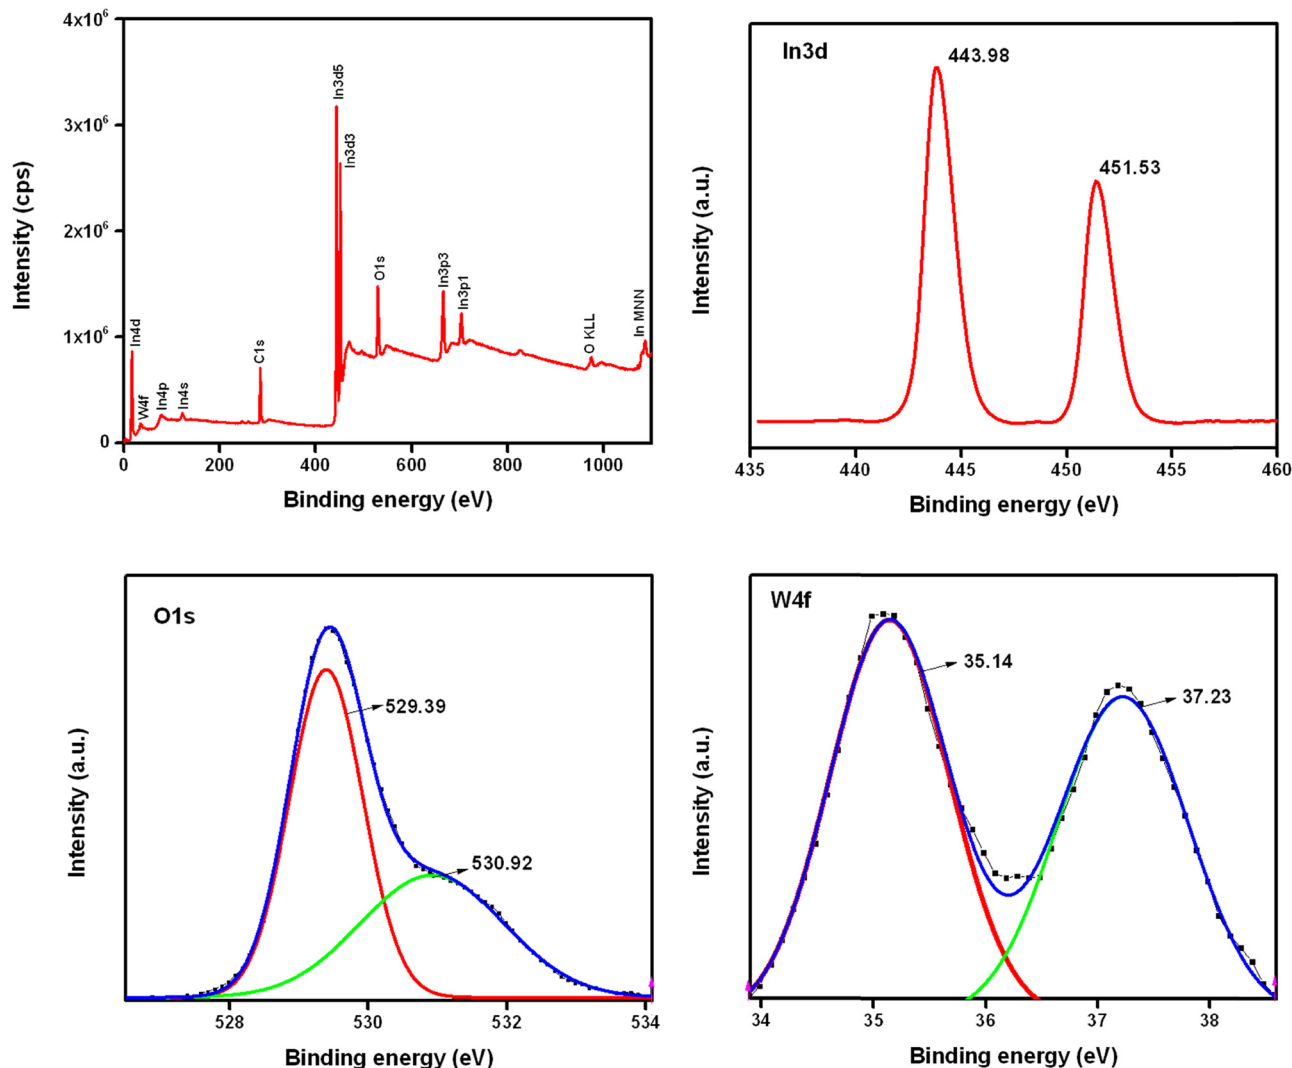 4x10⁶
3x10⁶
2x10⁶
1x10⁶
0
Intensity (cps)
In4d
W4f
In4p
In4s
C1s
In3d5
In3d3
O1s
In3p3
In3p1
O KLL
In MNN
0 200 400 600 800 1000
Binding energy (eV)
In3d
443.98
451.53
Intensity (a.u.)
435 440 445 450 455 460
Binding energy (eV)
O1s
529.39
530.92
Intensity (a.u.)
528 530 532 534
Binding energy (eV)
W4f
35.14
37.23
Intensity (a.u.)
34 35 36 37 38
Binding energy (eV)